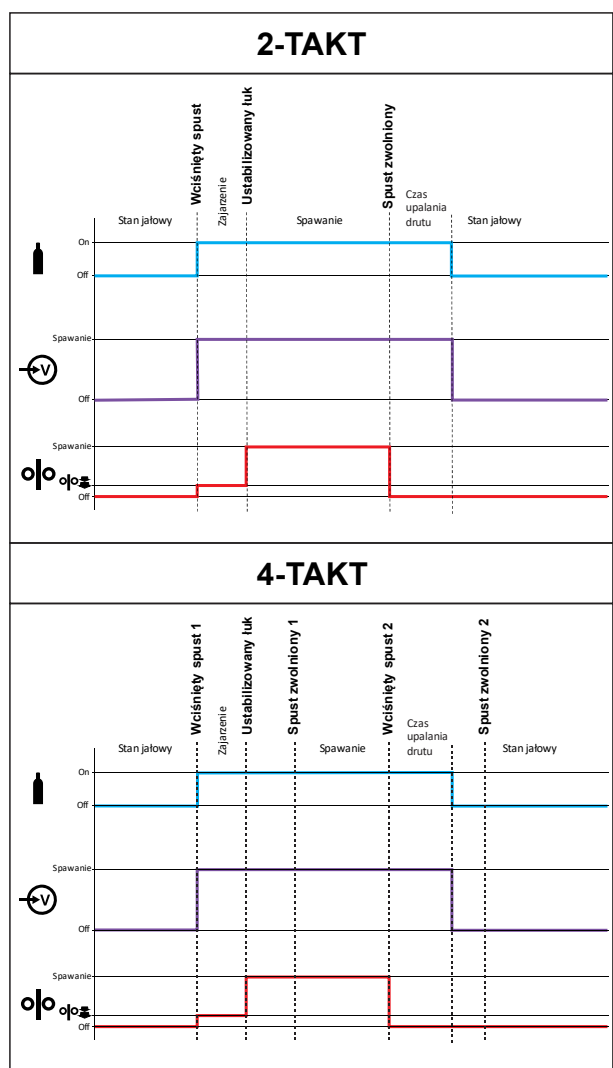 2-TAKT
Wciśnięty spust
Zajarzenie
Ustabilizowany łuk
Spust zwolniony
Czas
upalania
drutu
Stan jałowy
Spawanie
Stan jałowy
On
Off
Spawanie
V
Off
Spawanie
Off
4-TAKT
Wciśnięty spust 1
Zajarzenie
Ustabilizowany łuk
Spust zwolniony 1
Wciśnięty spust 2
Spust zwolniony 2
Czas
upalania
drutu
Stan jałowy
Spawanie
Stan jałowy
On
Off
Spawanie
V
Off
Spawanie
Off